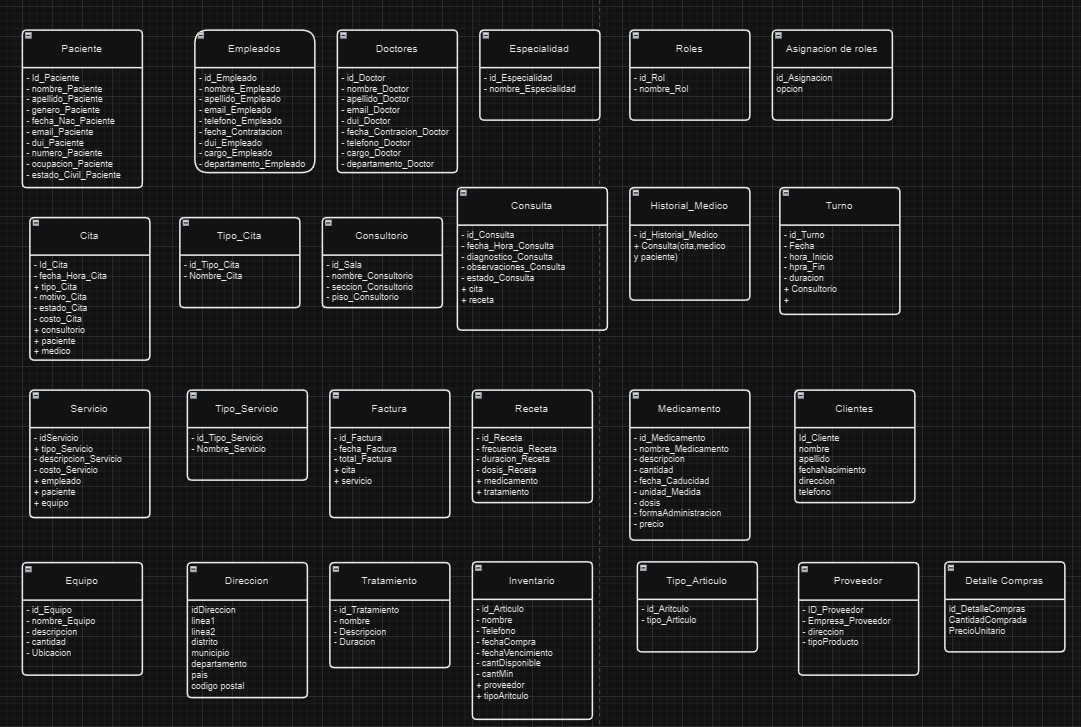 Paciente
- Id_Paciente
- nombre_Paciente
- apellido_Paciente
- genero_Paciente
- fecha_Nac_Paciente
- email_Paciente
- dui_Paciente
- numero_Paciente
- ocupacion_Paciente
- estado_Civil_Paciente
Empleados
- id_Empleado
- nombre_Empleado
- apellido_Empleado
- email_Empleado
- telefono_Empleado
- fecha_Contratacion
- dui_Empleado
- cargo_Empleado
- departamento_Empleado
Doctores
- id_Doctor
- nombre_Doctor
- apellido_Doctor
- email_Doctor
- dui_Doctor
- fecha_Contracion_Doctor
- telefono_Doctor
- cargo_Doctor
- departamento_Doctor
Especialidad
- id_Especialidad
- nombre_Especialidad
Roles
- id_Rol
- nombre_Rol
Asignacion de roles
id_Asignacion
opcion
Cita
- Id_Cita
- fecha_Hora_Cita
+ tipo_Cita
- motivo_Cita
- estado_Cita
- costo_Cita
+ consultorio
+ paciente
+ medico
Tipo_Cita
- id_Tipo_Cita
- Nombre_Cita
Consultorio
- id_Sala
- nombre_Consultorio
- seccion_Consultorio
- piso_Consultorio
Consulta
- id_Consulta
- fecha_Hora_Consulta
- diagnostico_Consulta
- observaciones_Consulta
- estado_Consulta
+ cita
+ receta
Historial_Medico
- id_Historial_Medico
+ Consulta(cita,medico
y paciente)
Turno
- id_Turno
- Fecha
- hora_Inicio
- hpra_Fin
- duracion
+ Consultorio
+
Servicio
- idServicio
+ tipo_Servicio
- descripcion_Servicio
- costo_Servicio
+ empleado
+ paciente
+ equipo
Tipo_Servicio
- id_Tipo_Servicio
- Nombre_Servicio
Factura
- id_Factura
- fecha_Factura
- total_Factura
+ cita
+ servicio
Receta
- id_Receta
- frecuencia_Receta
- duracion_Receta
- dosis_Receta
+ medicamento
+ tratamiento
Medicamento
- id_Medicamento
- nombre_Medicamento
- descripcion
- cantidad
- fecha_Caducidad
- unidad_Medida
- dosis
- formaAdministracion
- precio
Clientes
Id_Cliente
nombre
apellido
fechaNacimiento
direccion
telefono
Equipo
- id_Equipo
- nombre_Equipo
- descripcion
- cantidad
- Ubicacion
Direccion
idDireccion
linea1
linea2
distrito
municipio
departamento
pais
codigo postal
Tratamiento
- id_Tratamiento
- nombre
- Descripcion
- Duracion
Inventario
- id_Articulo
- nombre
- Telefono
- fechaCompra
- fechaVencimiento
- cantDisponible
- cantMin
+ proveedor
+ tipoAritculo
Tipo_Articulo
- id_Aritculo
- tipo_Articulo
Proveedor
- ID_Proveedor
- Empresa_Proveedor
- direccion
- tipoProducto
Detalle Compras
id_DetalleCompras
CantidadComprada
PrecioUnitario